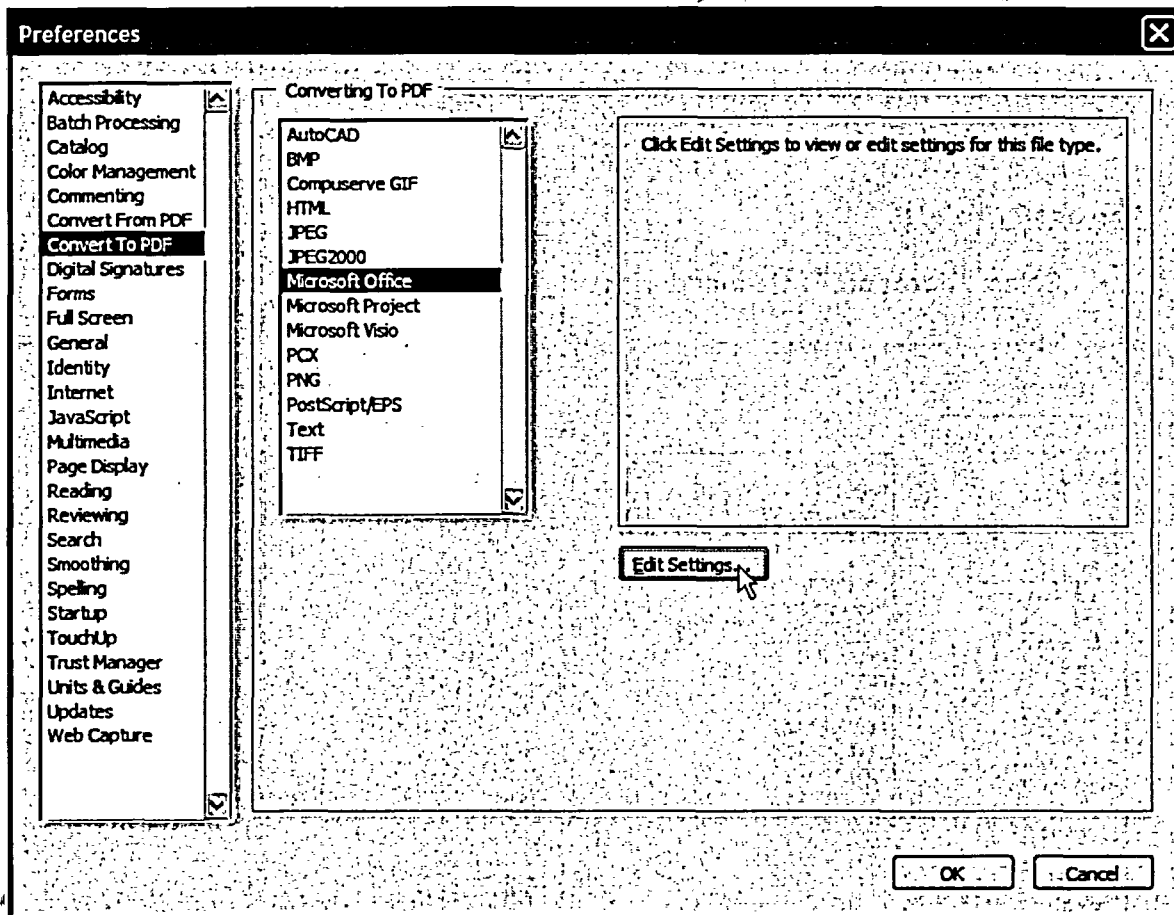 Preferences
Accessibility
Batch Processing
Catalog
Color Management
Commenting
Convert From PDF
Convert To PDF
Digital Signatures
Forms
Full Screen
General
Identity
Internet
JavaScript
Multimedia
Page Display
Reading
Reviewing
Search
Smoothing
Spelling
Startup
TouchUp
Trust Manager
Units & Guides
Updates
Web Capture
Converting To PDF
AutoCAD
BMP
Compuserve GIF
HTML
JPEG
JPEG2000
Microsoft Office
Microsoft Project
Microsoft Visio
PCX
PNG
PostScript/EPS
Text
TIFF
Click Edit Settings to view or edit settings for this file type.
Edit Settings...
OK
Cancel